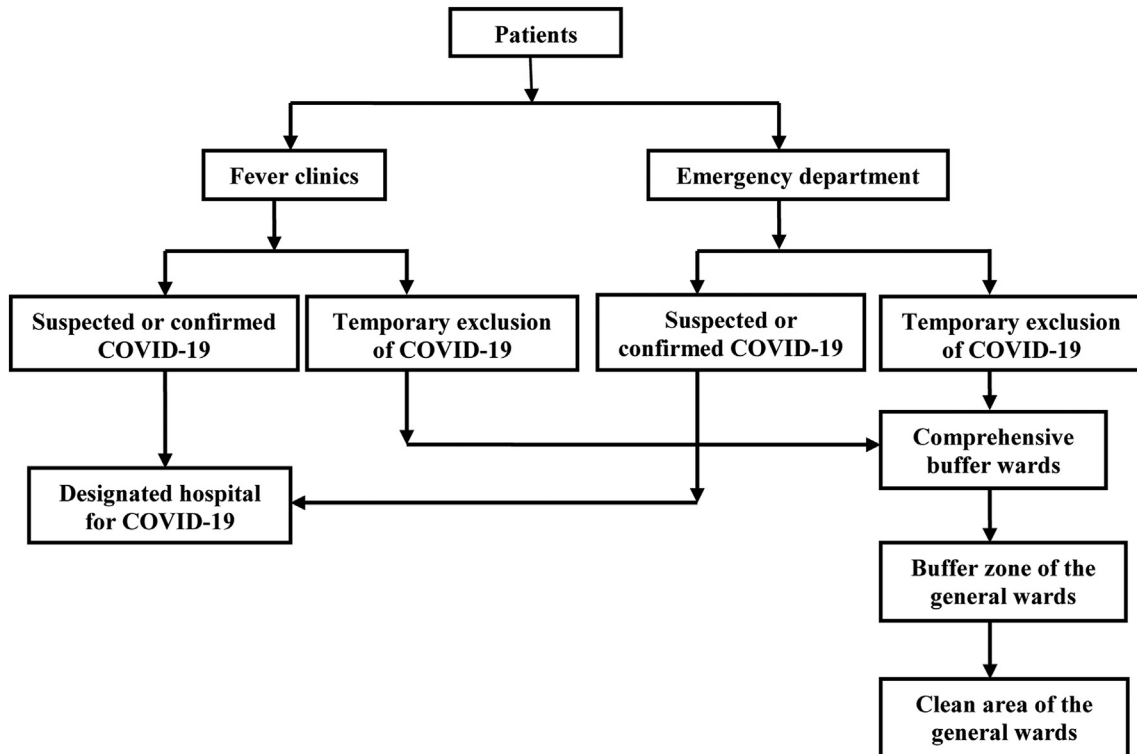 Patients
Fever clinics
Emergency department
Suspected or confirmed
COVID-19
Temporary exclusion
of COVID-19
Suspected or
confirmed COVID-19
Temporary exclusion
of COVID-19
Comprehensive
buffer wards
Designated hospital
for COVID-19
Buffer zone of the
general wards
Clean area of the
general wards